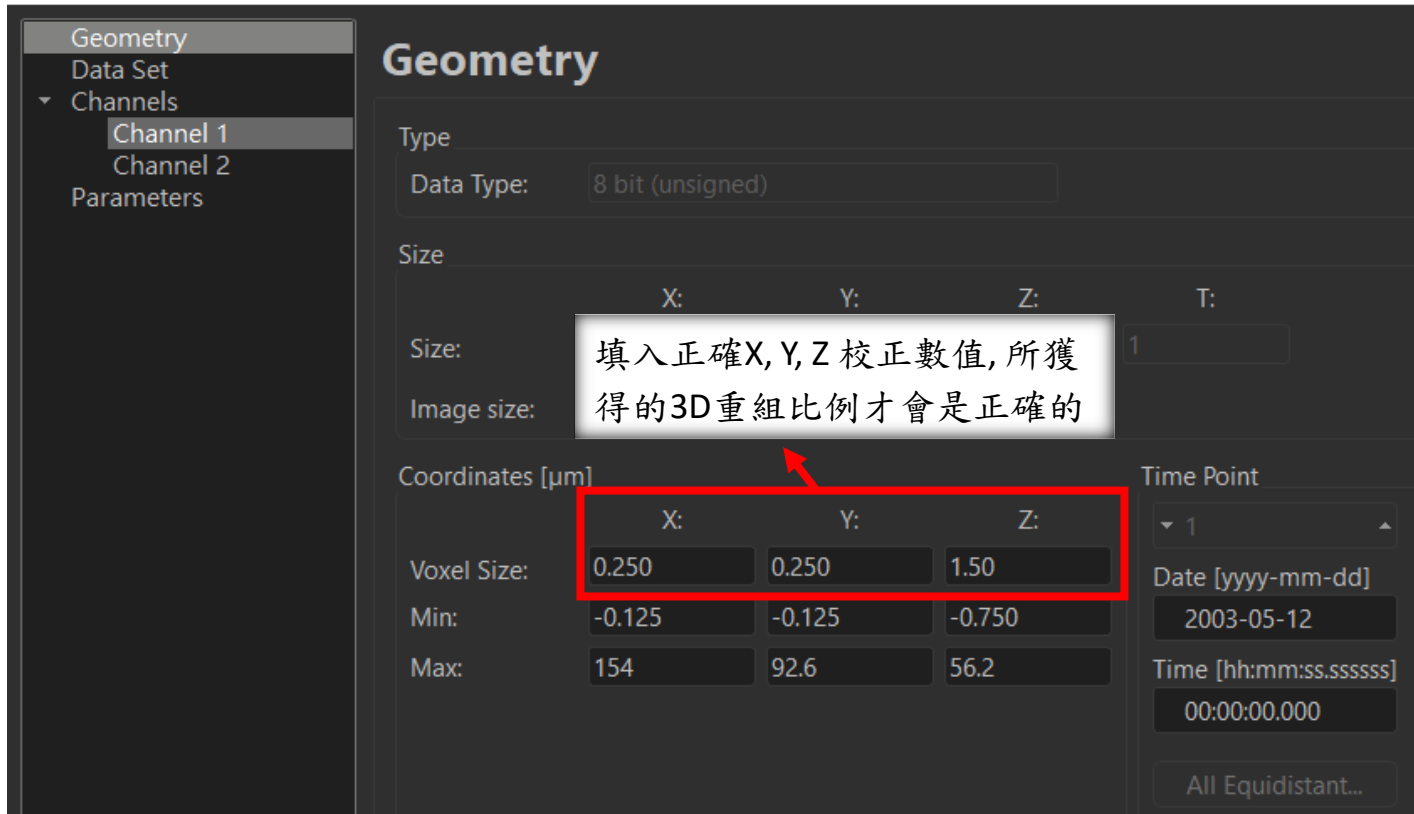 Geometry
Data Set
Channels
Channel 1
Channel 2
Parameters
Geometry
Type
Data Type: 8 bit (unsigned)
Size
X: Y: Z: T:
Size: 1
Image size:
填入正確X, Y, Z 校正數值, 所獲
得的3D重組比例才會是正確的
Coordinates [μm]
X: Y: Z:
Voxel Size: 0.250 0.250 1.50
Min: -0.125 -0.125 -0.750
Max: 154 92.6 56.2
Time Point
1
Date [yyyy-mm-dd]
2003-05-12
Time [hh:mm:ss.ssssss]
00:00:00.000
All Equidistant...